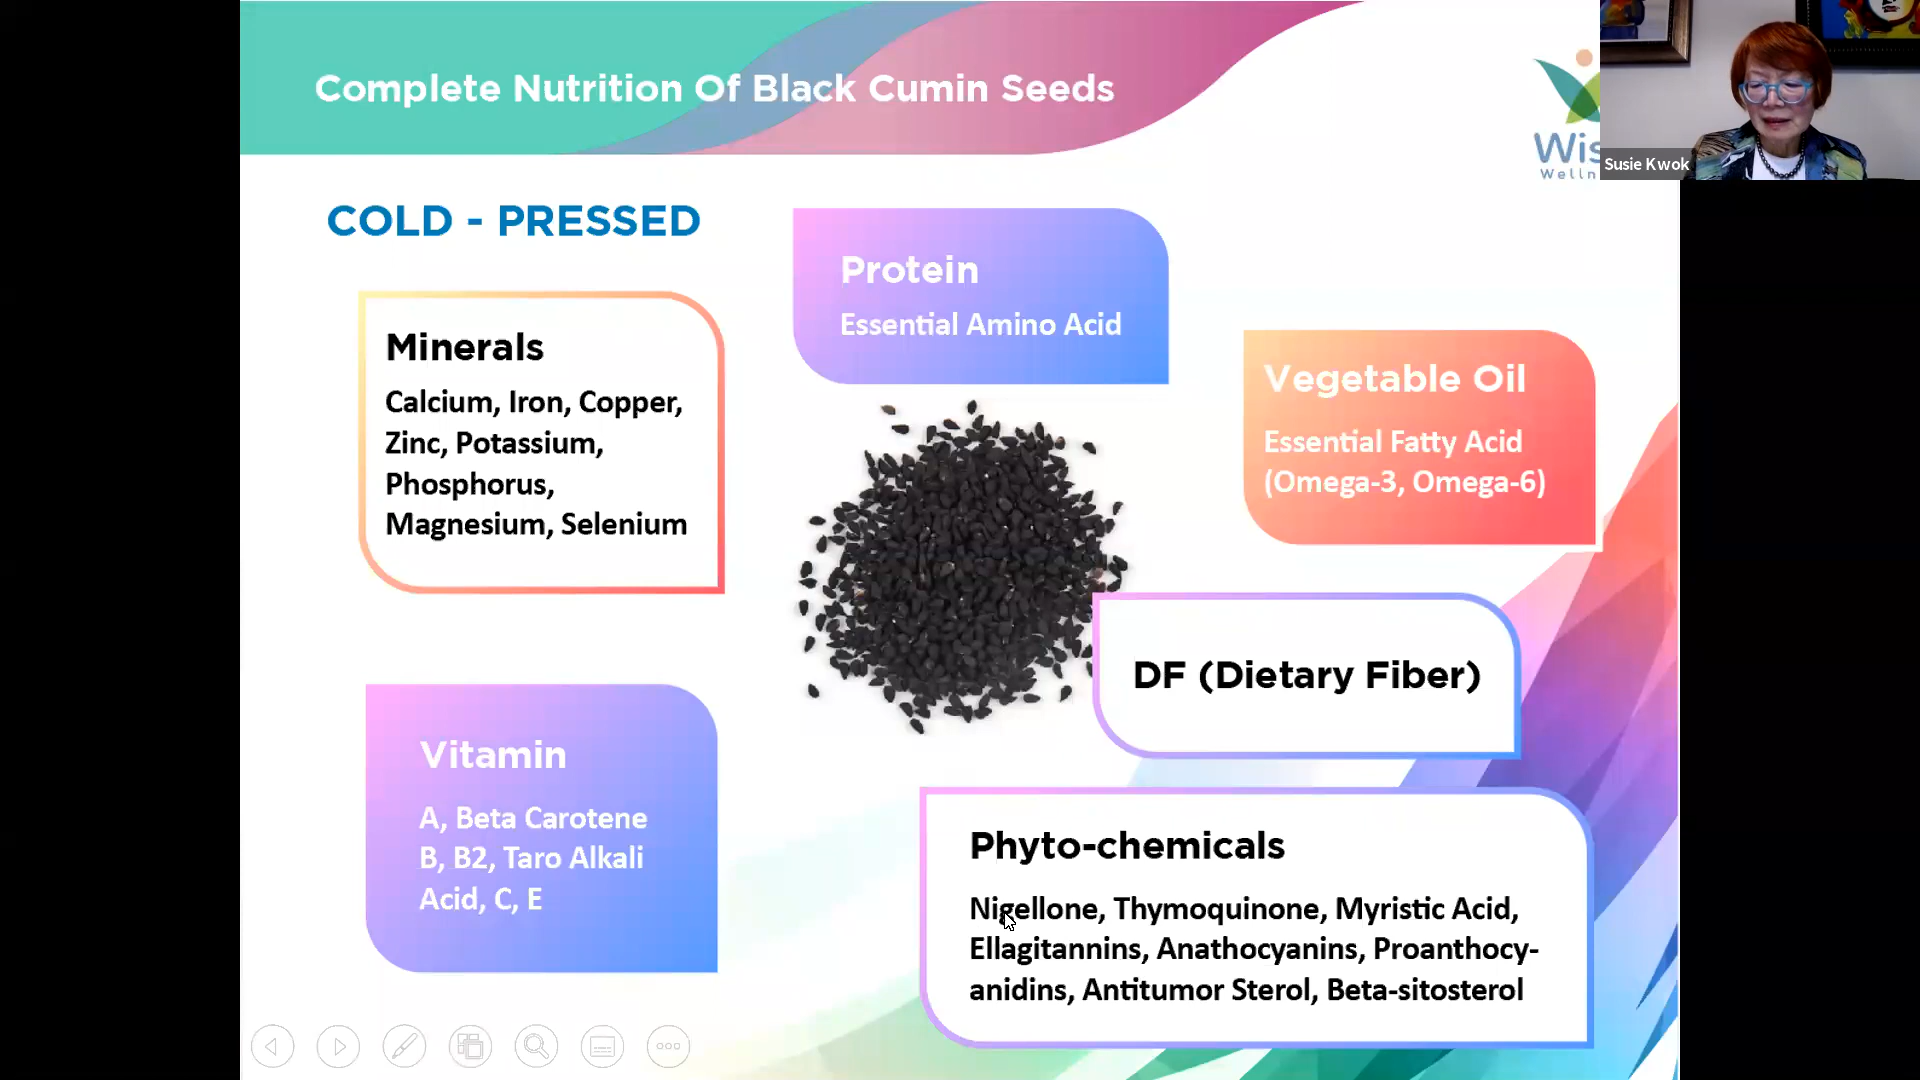 Complete Nutrition Of Black Cumin Seeds
Susie Kwok
COLD - PRESSED
Protein
Essential Amino Acid
Minerals
Calcium, Iron, Copper,
Zinc, Potassium,
Phosphorus,
Magnesium, Selenium
Vegetable Oil
Essential Fatty Acid
(Omega-3, Omega-6)
DF (Dietary Fiber)
Vitamin
A, Beta Carotene
B, B2, Taro Alkali
Acid, C, E
Phyto-chemicals
Nigellone, Thymoquinone, Myristic Acid,
Ellagitannins, Anathocyanins, Proanthocy-
anidins, Antitumor Sterol, Beta-sitosterol